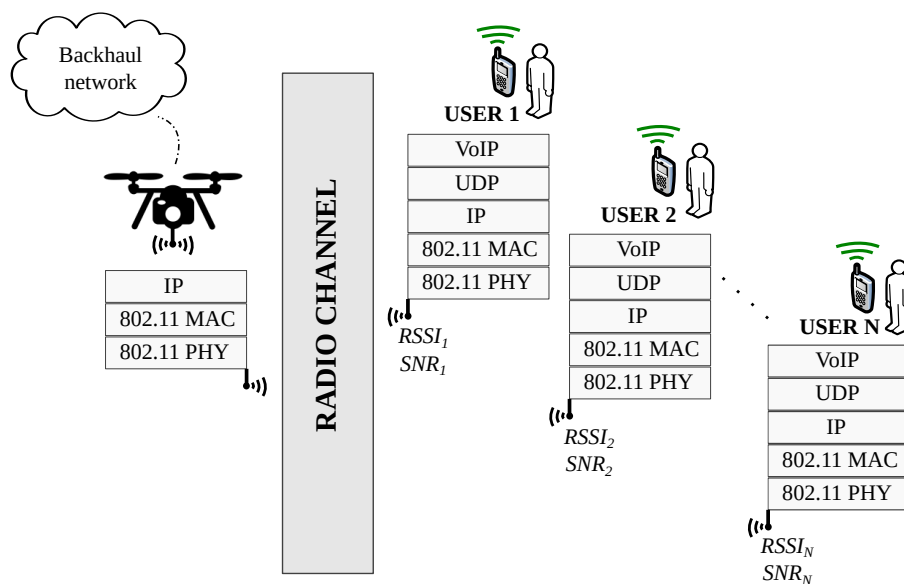 Backhaul
network
IP
802.11 MAC
802.11 PHY
RADIO CHANNEL
USER 1
VoIP
UDP
IP
802.11 MAC
802.11 PHY
RSSI1
SNR1
USER 2
VoIP
UDP
IP
802.11 MAC
802.11 PHY
RSSI2
SNR2
USER N
VoIP
UDP
IP
802.11 MAC
802.11 PHY
RSSIN
SNRN